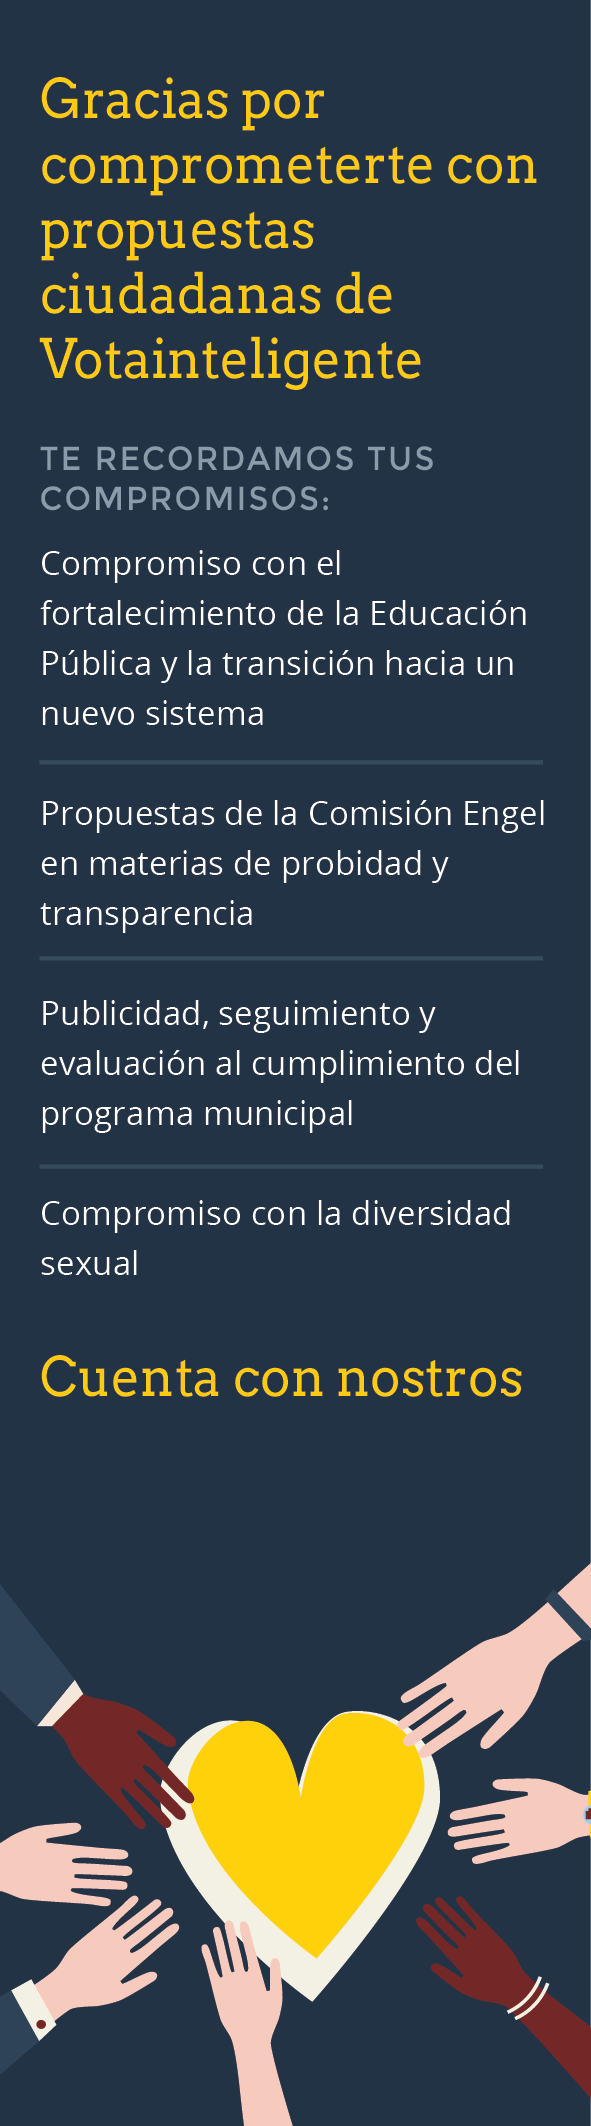 Gracias por
comprometerte con
propuestas
ciudadanas de
Votainteligente
TE RECORDAMOS TUS
COMPROMISOS:
Compromiso con el
fortalecimiento de la Educación
Pública y la transición hacia un
nuevo sistema
Propuestas de la Comisión Engel
en materias de probidad y
transparencia
Publicidad, seguimiento y
evaluación al cumplimiento del
programa municipal
Compromiso con la diversidad
sexual
Cuenta con nostros